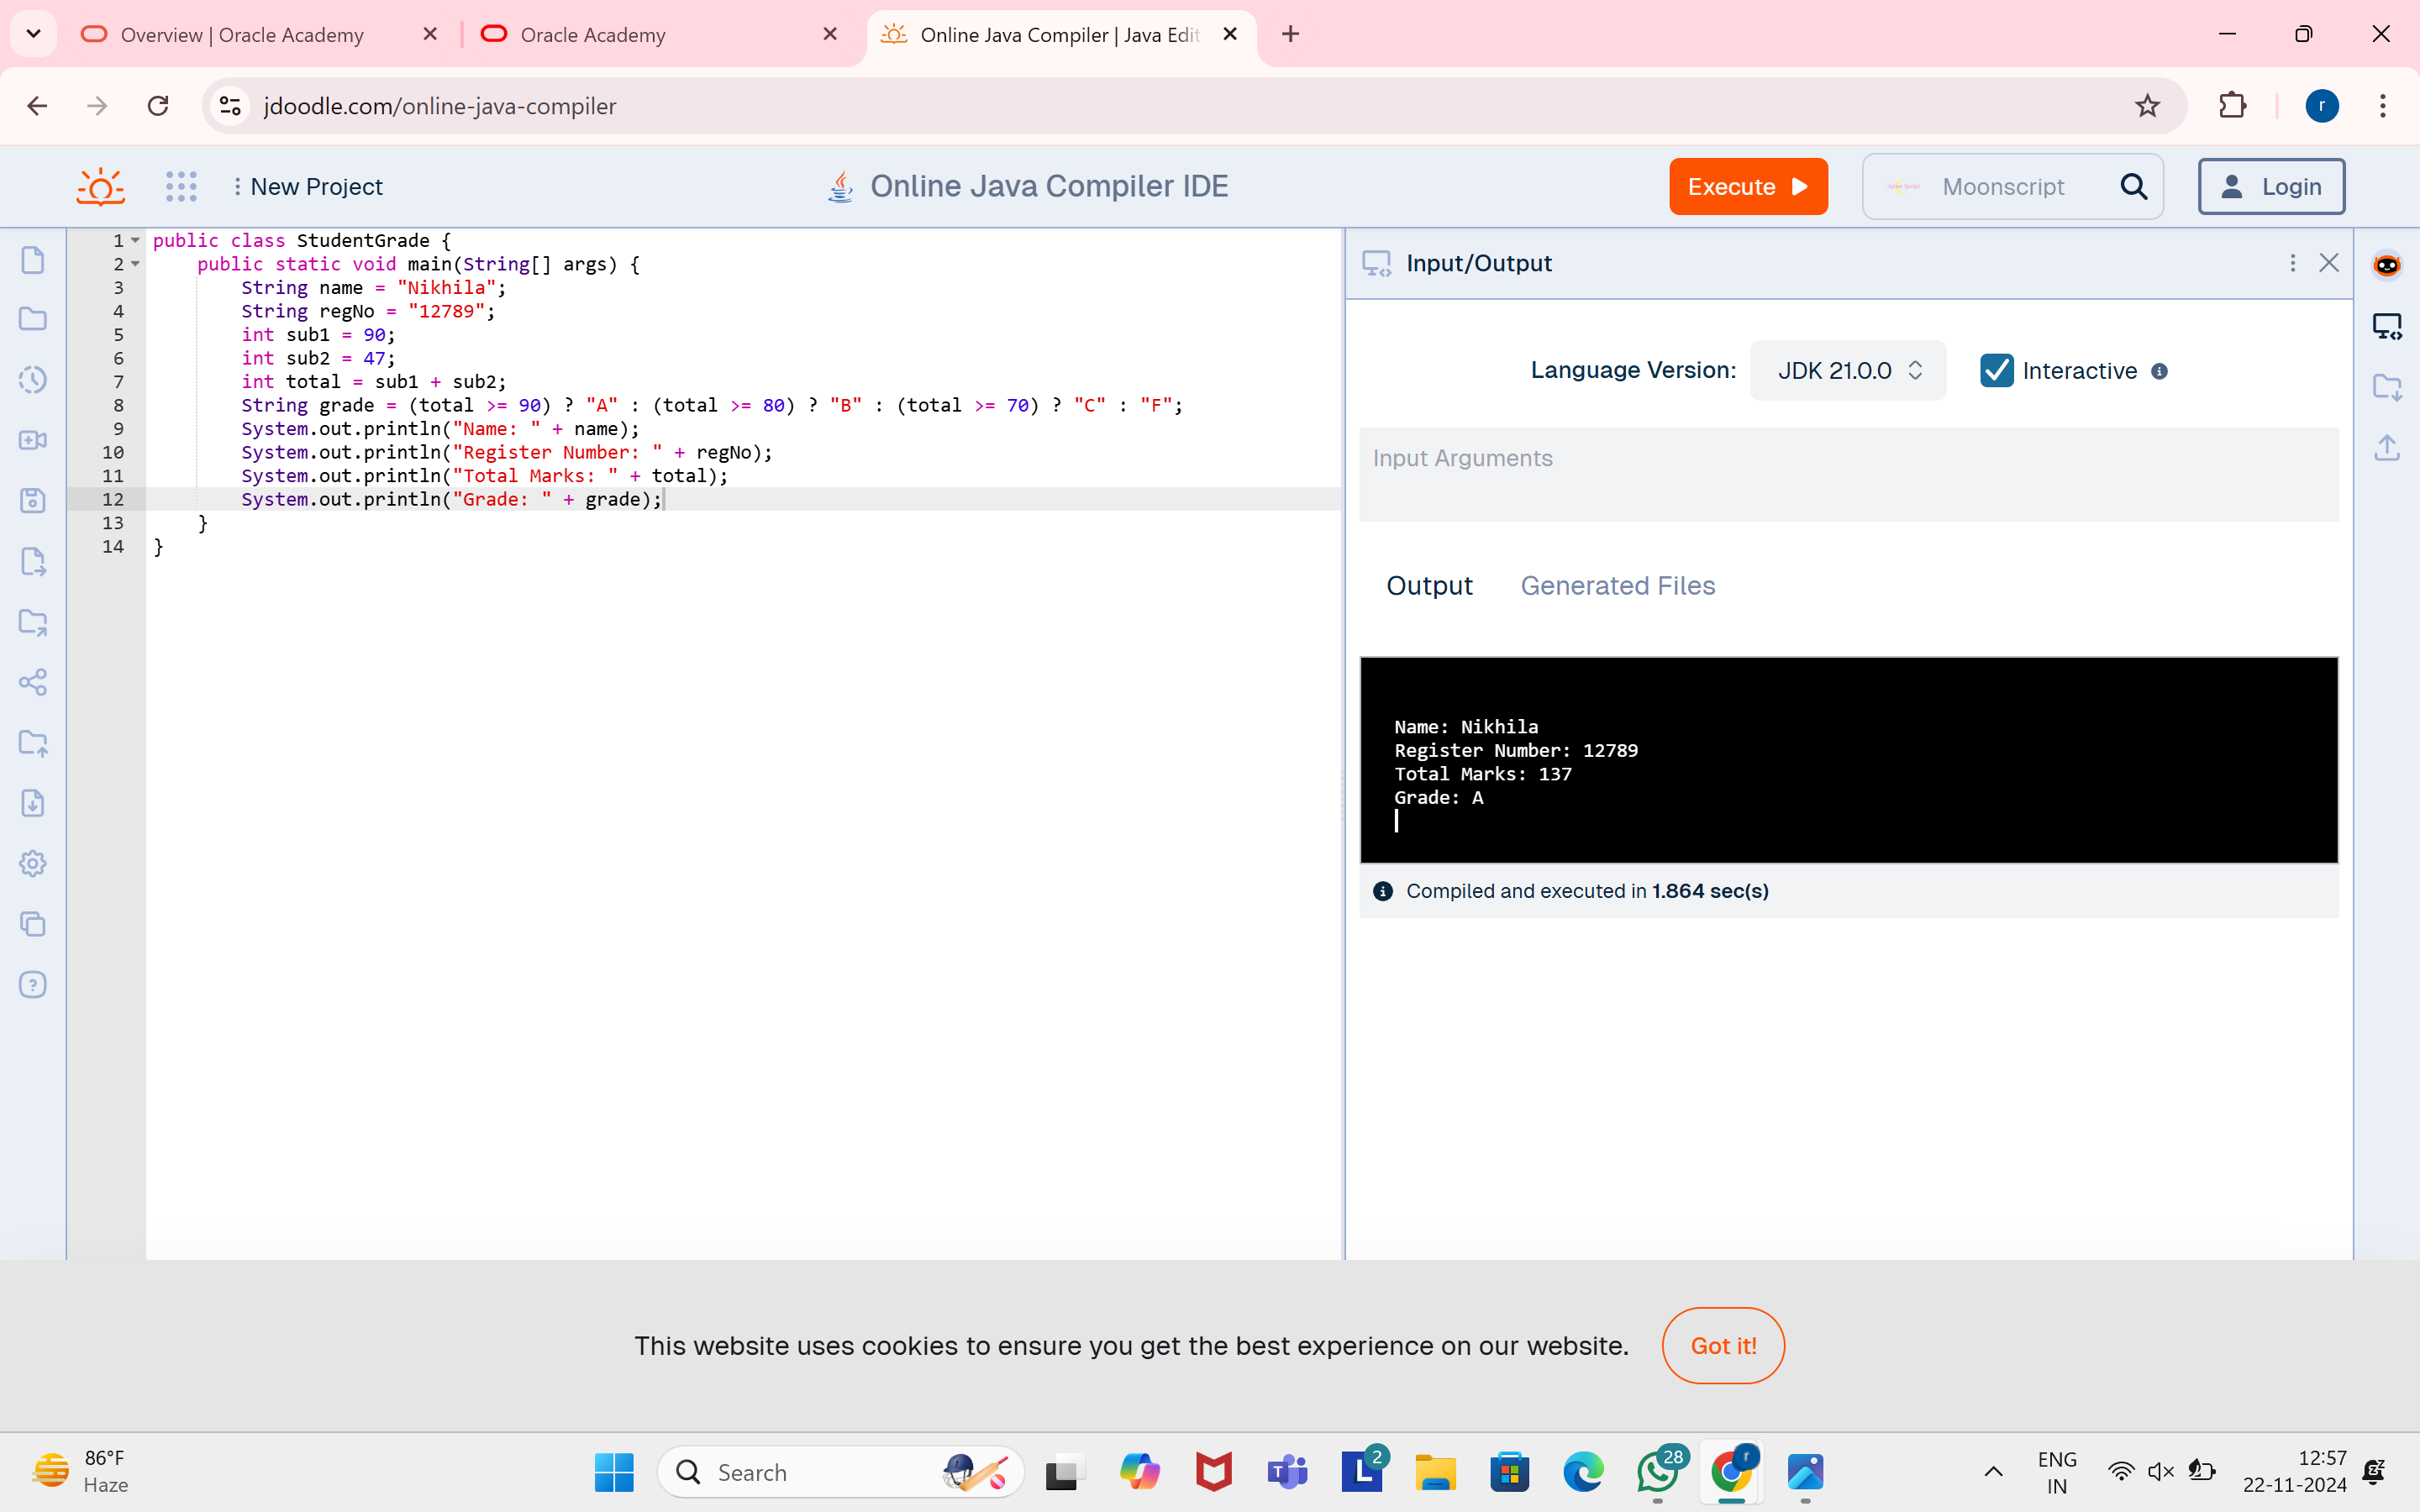 Overview | Oracle Academy
Oracle Academy
Online Java Compiler | Java Edit
jdoodle.com/online-java-compiler
r
New Project
Online Java Compiler IDE
Execute
Moonscript
Login
1 public class StudentGrade {
2 public static void main(String[] args) {
3 String name = "Nikhila";
4 String regNo = "12789";
5 int sub1 = 90;
6 int sub2 = 47;
7 int total = sub1 + sub2;
8 String grade = (total >= 90) ? "A" : (total >= 80) ? "B" : (total >= 70) ? "C" : "F";
9 System.out.println("Name: " + name);
10 System.out.println("Register Number: " + regNo);
11 System.out.println("Total Marks: " + total);
12 System.out.println("Grade: " + grade);
13 }
14 }
Input/Output
Language Version: JDK 21.0.0 Interactive
Input Arguments
Output Generated Files
Name: Nikhila
Register Number: 12789
Total Marks: 137
Grade: A
Compiled and executed in 1.864 sec(s)
This website uses cookies to ensure you get the best experience on our website. Got it!
86°F
Haze
Search
T
L
2
28
r
ENG
IN
12:57
22-11-2024